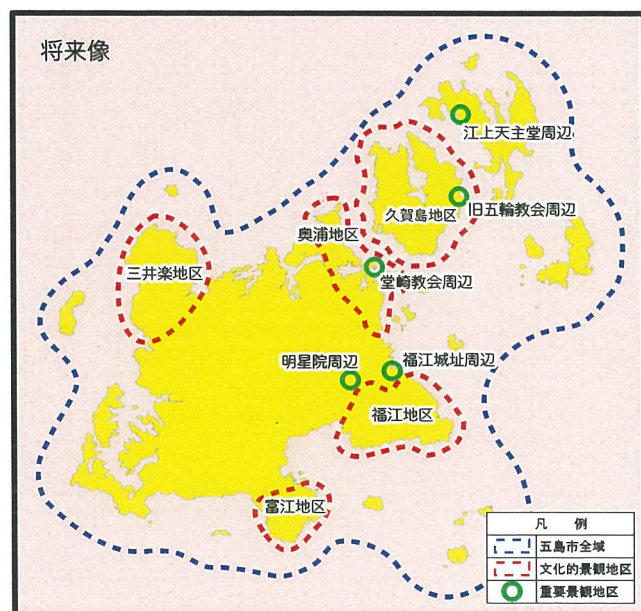 将来像
江上天主堂周辺
久賀島地区
旧五輪教会周辺
奥浦地区
三井楽地区
堂崎教会周辺
明星院周辺
福江城址周辺
福江地区
富江地区
凡 例
五島市全域
文化的景観地区
重要景観地区